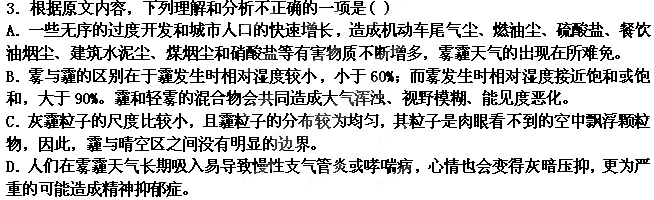 3. 根据原文内容，下列理解和分析不正确的一项是( )
A. 一些无序的过度开发和城市人口的快速增长，造成机动车尾气尘、燃油尘、硫酸盐、餐饮
油烟尘、建筑水泥尘、煤烟尘和硝酸盐等有害物质不断增多，雾霾天气的出现在所难免。
B. 雾与霾的区别在于霾发生时相对湿度较小，小于60%；而雾发生时相对湿度接近饱和或饱
和，大于90%。霾和轻雾的混合物会共同造成大气浑浊、视野模糊、能见度恶化。
C. 灰霾粒子的尺度比较小，且霾粒子的分布较为均匀，其粒子是肉眼看不到的空中飘浮颗粒
物，因此，霾与晴空区之间没有明显的边界。
D. 人们在雾霾天气长期吸入易导致慢性支气管炎或哮喘病，心情也会变得灰暗压抑，更为严
重的可能造成精神抑郁症。